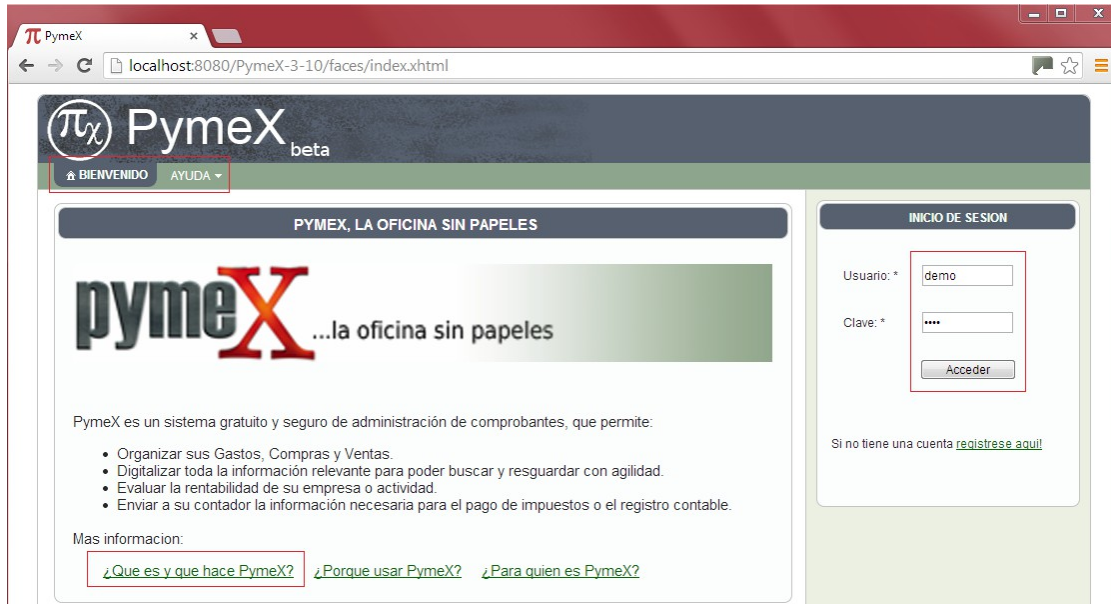 PymeX
localhost:8080/PymeX-3-10/faces/index.xhtml
πχ PymeX beta
BIENVENIDO AYUDA
PYMEX, LA OFICINA SIN PAPELES
pymeX ...la oficina sin papeles
PymeX es un sistema gratuito y seguro de administración de comprobantes, que permite:
• Organizar sus Gastos, Compras y Ventas.
• Digitalizar toda la información relevante para poder buscar y resguardar con agilidad.
• Evaluar la rentabilidad de su empresa o actividad.
• Enviar a su contador la información necesaria para el pago de impuestos o el registro contable.
Mas informacion:
¿Que es y que hace PymeX? ¿Porque usar PymeX? ¿Para quien es PymeX?
INICIO DE SESION
Usuario: * demo
Clave: * ••••
Acceder
Si no tiene una cuenta registrese aqui!